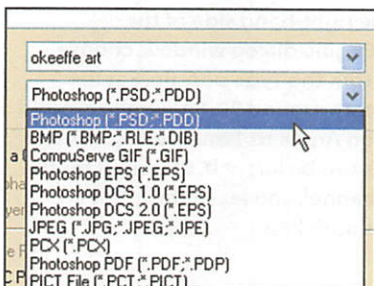 okeeffe art
Photoshop (*.PSD;*.PDD)
Photoshop (*.PSD;*.PDD)
BMP (*.BMP;*.RLE;*.DIB)
CompuServe GIF (*.GIF)
Photoshop EPS (*.EPS)
Photoshop DCS 1.0 (*.EPS)
Photoshop DCS 2.0 (*.EPS)
JPEG (*.JPG;*.JPEG;*.JPE)
PCX (*.PCX)
Photoshop PDF (*.PDF;*.PDP)
PICT File (*.PCT;*.PICT)